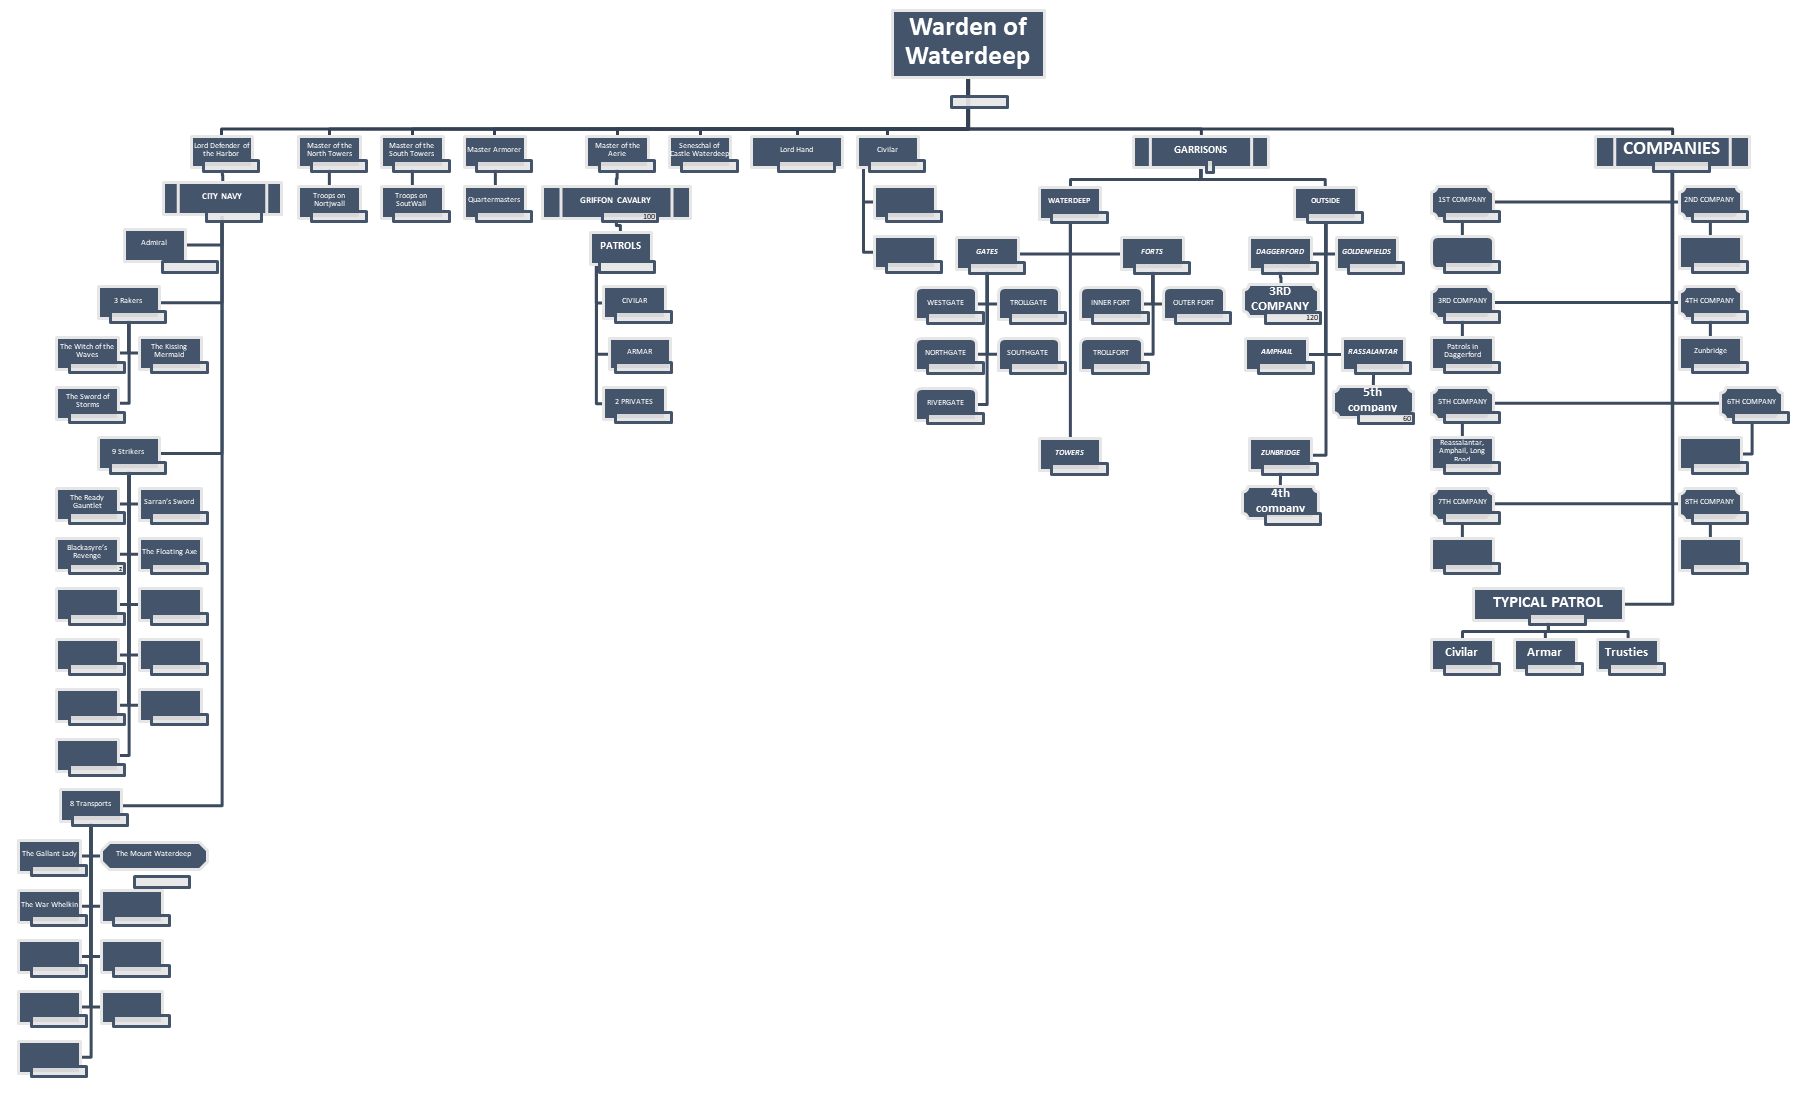 Warden of
Waterdeep
Lord Defender of
the Harbor
Master of the
North Towers
Master of the
South Towers
Master Armorer
Master of the
Aerie
Seneschal of
Castle Waterdeep
Lord Hand
Civilar
GARRISONS
COMPANIES
CITY NAVY
Troops on
Nortjwall
Troops on
SoutWall
Quartermasters
GRIFFON CAVALRY
100
WATERDEEP
OUTSIDE
1ST COMPANY
2ND COMPANY
Admiral
PATROLS
GATES
FORTS
DAGGERFORD
GOLDENFIELDS
3 Rakers
CIVILAR
WESTGATE
TROLLGATE
INNER FORT
OUTER FORT
3RD
COMPANY
120
3RD COMPANY
4TH COMPANY
The Witch of the
Waves
The Kissing
Mermaid
ARMAR
NORTHGATE
SOUTHGATE
TROLLFORT
AMPHAIL
RASSALANTAR
Patrols in
Daggerford
Zunbridge
The Sword of
Storms
2 PRIVATES
RIVERGATE
5th
company
60
5TH COMPANY
6TH COMPANY
9 Strikers
TOWERS
ZUNBRIDGE
Reassalantar,
Amphail, Long
Road
The Ready
Gauntlet
Sarran's Sword
4th
company
7TH COMPANY
8TH COMPANY
Blackasyre's
Revenge
2
The Floating Axe
TYPICAL PATROL
Civilar
Armar
Trusties
8 Transports
The Gallant Lady
The Mount Waterdeep
The War Whelkin